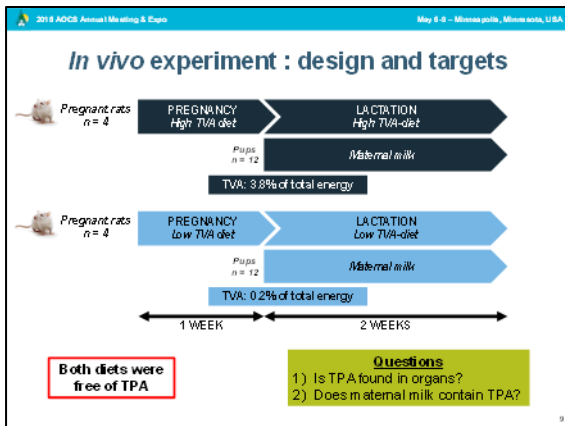 2018 AOCS Annual Meeting & Expo
May 6-9 – Minneapolis, Minnesota, USA
In vivo experiment : design and targets
Pregnant rats
n = 4
PREGNANCY
High TVA diet
LACTATION
High TVA-diet
Pups
n = 12
Maternal milk
TVA: 3.8% of total energy
Pregnant rats
n = 4
PREGNANCY
Low TVA diet
LACTATION
Low TVA-diet
Pups
n = 12
Maternal milk
TVA: 0.2% of total energy
1 WEEK
2 WEEKS
Both diets were
free of TPA
Questions
1) Is TPA found in organs?
2) Does maternal milk contain TPA?
9